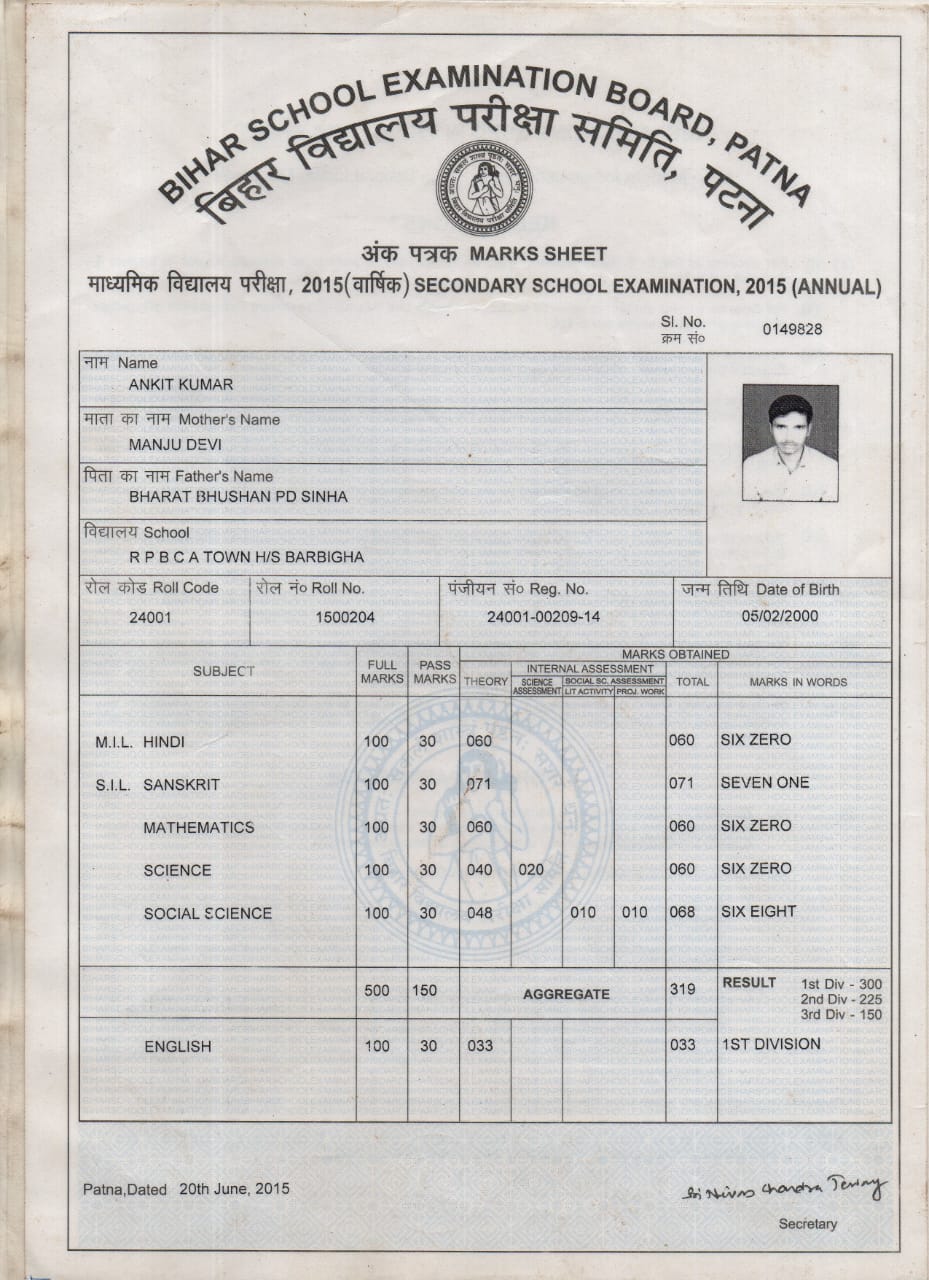 BIHAR SCHOOL EXAMINATION BOARD, PATNA
बिहार विद्यालय परीक्षा समिति, पटना
अंक पत्रक MARKS SHEET
माध्यमिक विद्यालय परीक्षा, 2015(वार्षिक) SECONDARY SCHOOL EXAMINATION, 2015 (ANNUAL)
Sl. No.
क्रम सं० 0149828
नाम Name
ANKIT KUMAR
माता का नाम Mother's Name
MANJU DEVI
पिता का नाम Father's Name
BHARAT BHUSHAN PD SINHA
विद्यालय School
R P B C A TOWN H/S BARBIGHA
रोल कोड Roll Code रोल नं० Roll No. पंजीयन सं० Reg. No. जन्म तिथि Date of Birth
24001 1500204 24001-00209-14 05/02/2000
MARKS OBTAINED
SUBJECT FULL MARKS PASS MARKS THEORY INTERNAL ASSESSMENT TOTAL MARKS IN WORDS
SCIENCE ASSESSMENT SOCIAL SC. ASSESSMENT
LIT ACTIVITY PROJ. WORK
M.I.L. HINDI 100 30 060 060 SIX ZERO
S.I.L. SANSKRIT 100 30 071 071 SEVEN ONE
MATHEMATICS 100 30 060 060 SIX ZERO
SCIENCE 100 30 040 020 060 SIX ZERO
SOCIAL SCIENCE 100 30 048 010 010 068 SIX EIGHT
500 150 AGGREGATE 319 RESULT 1st Div - 300
2nd Div - 225
3rd Div - 150
ENGLISH 100 30 033 033 1ST DIVISION
Patna,Dated 20th June, 2015
Secretary